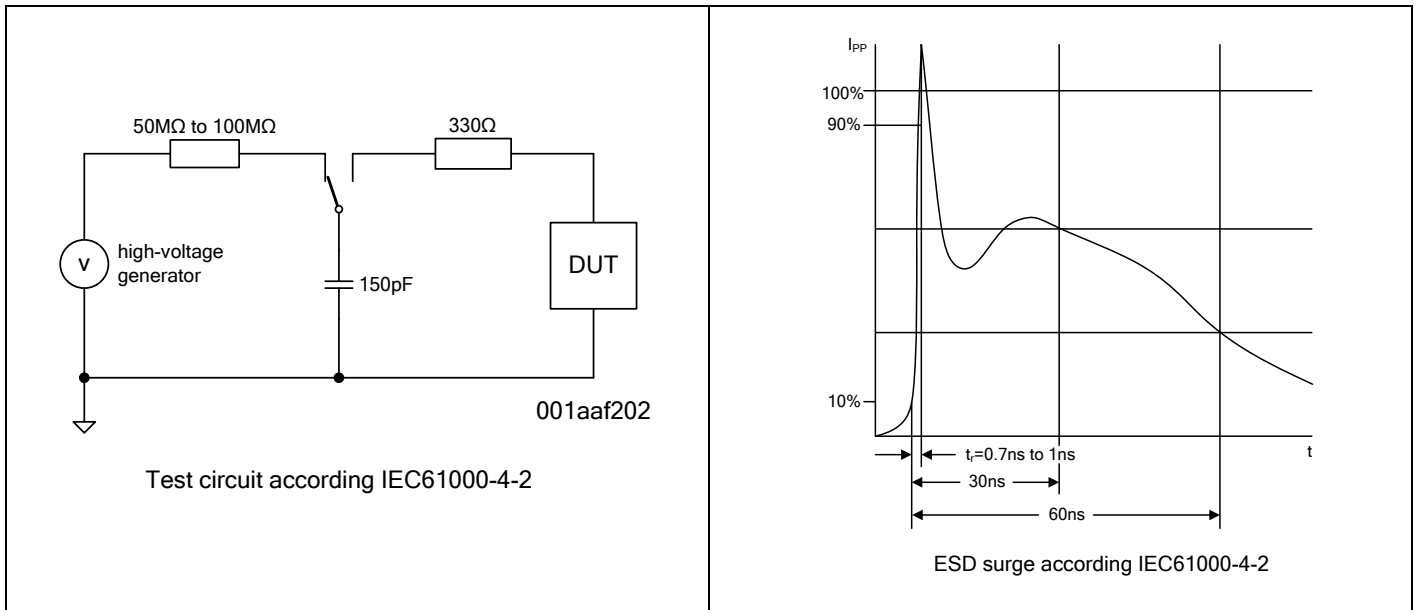 50MΩ to 100MΩ
330Ω
V
high-voltage
generator
150pF
DUT
001aaf202
Test circuit according IEC61000-4-2
IPP
100%
90%
10%
t
tr=0.7ns to 1ns
30ns
60ns
ESD surge according IEC61000-4-2